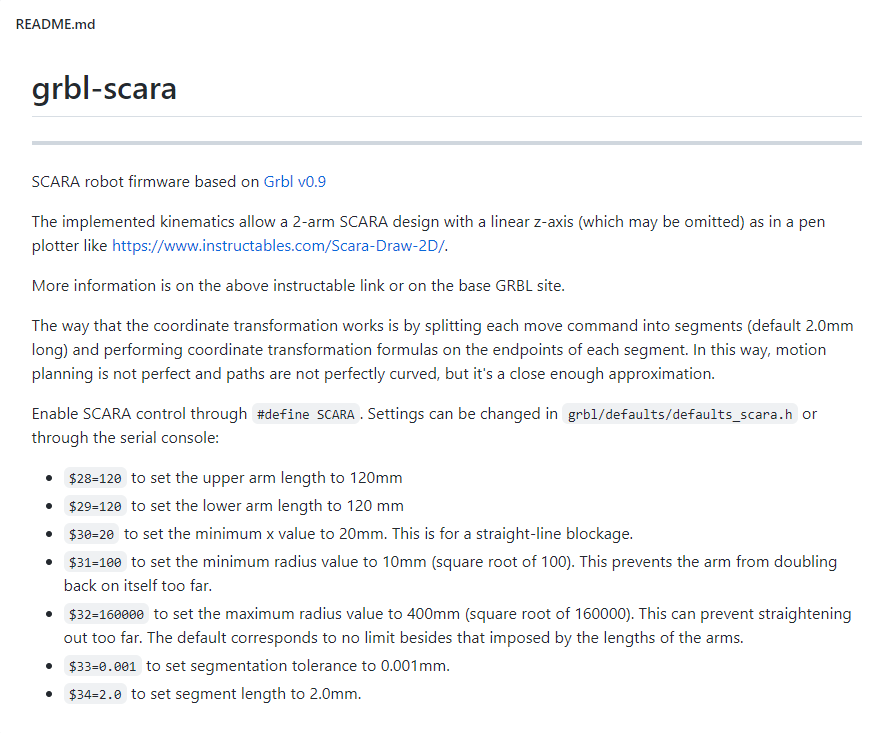 README.md
grbl-scara
SCARA robot firmware based on Grbl v0.9
The implemented kinematics allow a 2-arm SCARA design with a linear z-axis (which may be omitted) as in a pen
plotter like https://www.instructables.com/Scara-Draw-2D/.
More information is on the above instructable link or on the base GRBL site.
The way that the coordinate transformation works is by splitting each move command into segments (default 2.0mm
long) and performing coordinate transformation formulas on the endpoints of each segment. In this way, motion
planning is not perfect and paths are not perfectly curved, but it's a close enough approximation.
Enable SCARA control through #define SCARA. Settings can be changed in grbl/defaults/defaults_scara.h or
through the serial console:
• $28=120 to set the upper arm length to 120mm
• $29=120 to set the lower arm length to 120 mm
• $30=20 to set the minimum x value to 20mm. This is for a straight-line blockage.
• $31=100 to set the minimum radius value to 10mm (square root of 100). This prevents the arm from doubling
back on itself too far.
• $32=160000 to set the maximum radius value to 400mm (square root of 160000). This can prevent straightening
out too far. The default corresponds to no limit besides that imposed by the lengths of the arms.
• $33=0.001 to set segmentation tolerance to 0.001mm.
• $34=2.0 to set segment length to 2.0mm.